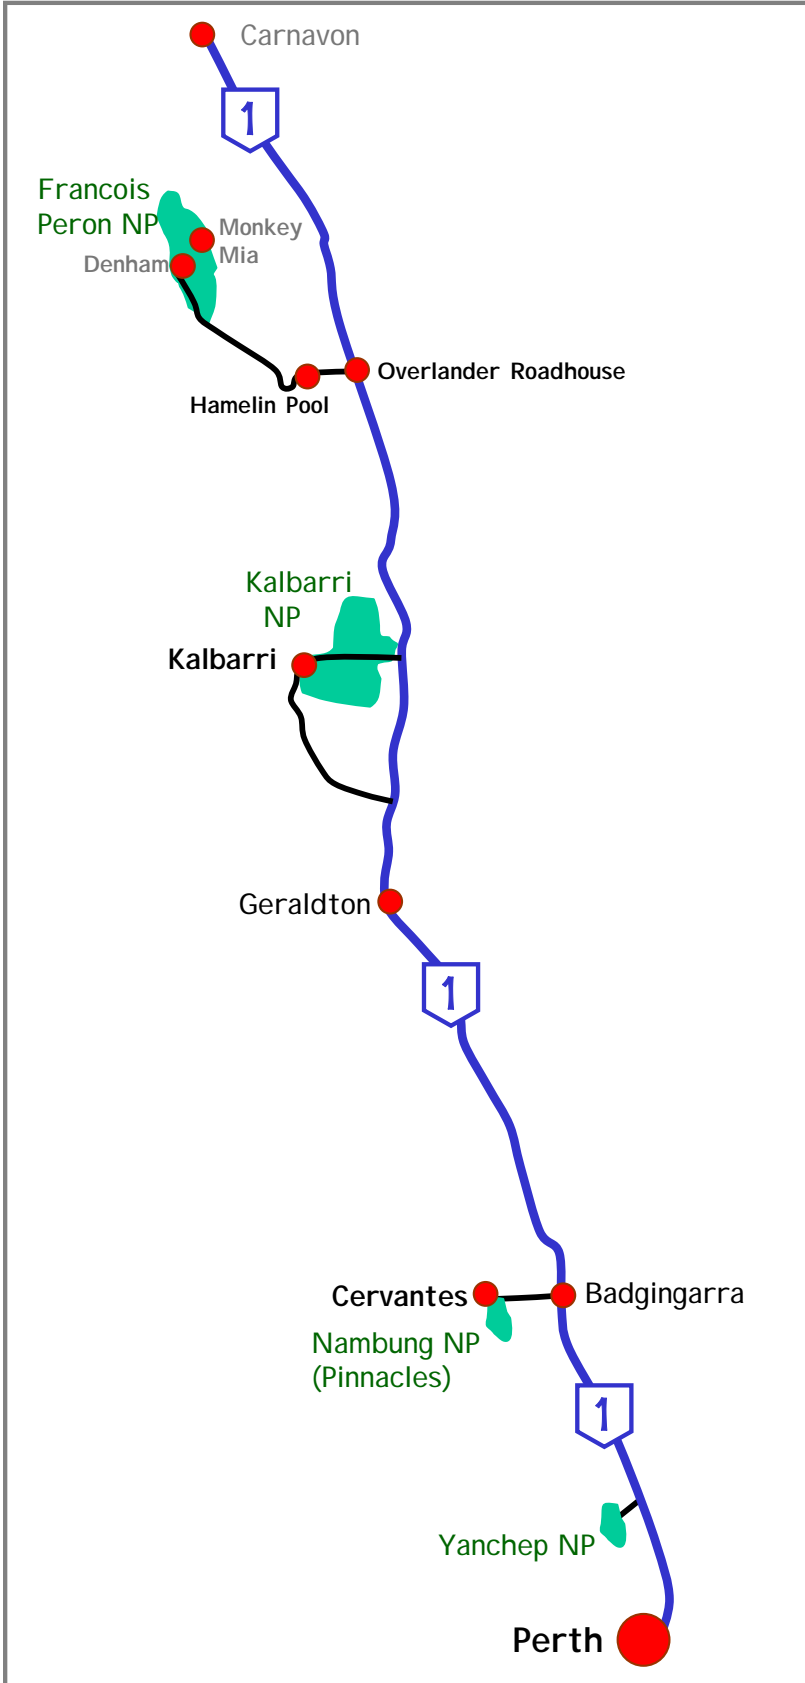 Carnavon
1
Francois
Peron NP
Monkey
Mia
Denham
Overlander Roadhouse
Hamelin Pool
Kalbarri
NP
Kalbarri
Geraldton
1
Cervantes
Badgingarra
Nambung NP
(Pinnacles)
1
Yanchep NP
Perth